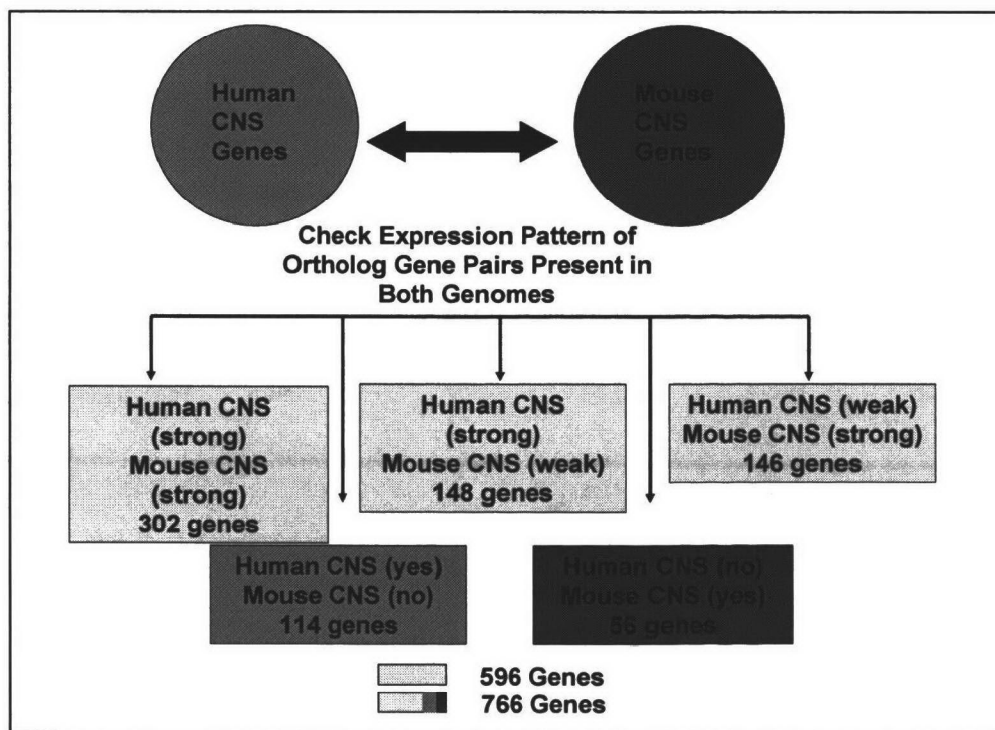 Human
CNS
Genes
Mouse
CNS
Genes
Check Expression Pattern of
Ortholog Gene Pairs Present in
Both Genomes
Human CNS
(strong)
Mouse CNS
(strong)
302 genes
Human CNS
(strong)
Mouse CNS (weak)
148 genes
Human CNS (weak)
Mouse CNS (strong)
146 genes
Human CNS (yes)
Mouse CNS (no)
114 genes
Human CNS (no)
Mouse CNS (yes)
56 genes
596 Genes
766 Genes